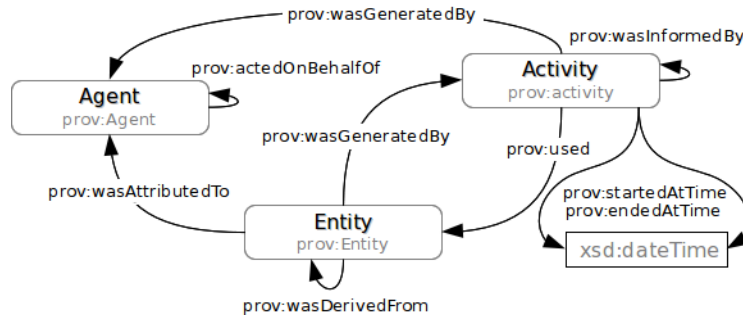 prov:wasGeneratedBy
prov:wasInformedBy
Activity
prov:activity
prov:actedOnBehalfOf
Agent
prov:Agent
prov:wasGeneratedBy
prov:used
prov:wasAttributedTo
prov:startedAtTime
prov:endedAtTime
Entity
prov:Entity
xsd:dateTime
prov:wasDerivedFrom